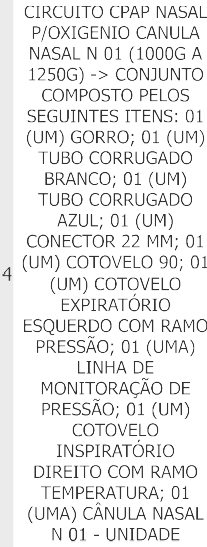 CIRCUITO CPAP NASAL
P/OXIGENIO CANULA
NASAL N 01 (1000G A
1250G) -> CONJUNTO
COMPOSTO PELOS
SEGUINTES ITENS: 01
(UM) GORRO; 01 (UM)
TUBO CORRUGADO
BRANCO; 01 (UM)
TUBO CORRUGADO
AZUL; 01 (UM)
CONECTOR 22 MM; 01
(UM) COTOVELO 90; 01
4
(UM) COTOVELO
EXPIRATÓRIO
ESQUERDO COM RAMO
PRESSÃO; 01 (UMA)
LINHA DE
MONITORAÇÃO DE
PRESSÃO; 01 (UM)
COTOVELO
INSPIRATÓRIO
DIREITO COM RAMO
TEMPERATURA; 01
(UMA) CÂNULA NASAL
N 01 - UNIDADE